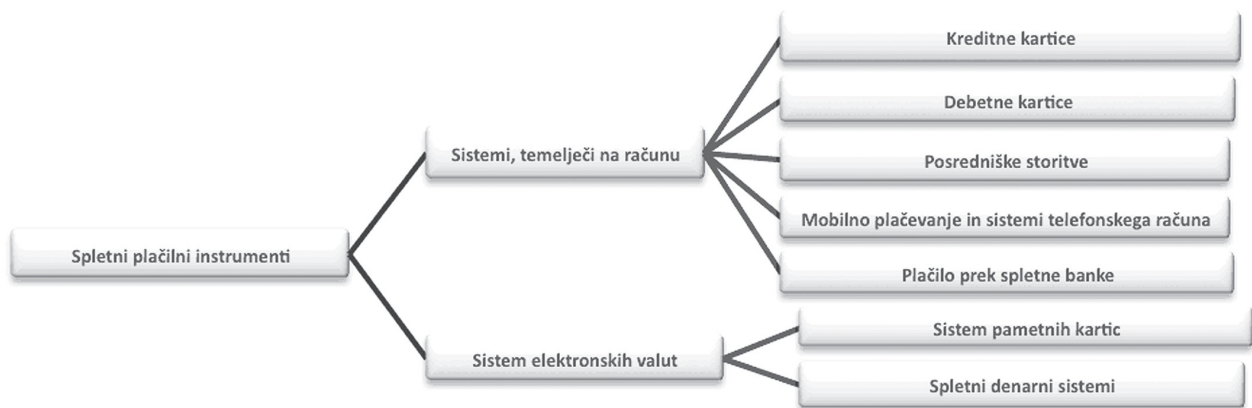 Spletni plačilni instrumenti
Sistemi, temelječi na računu
Kreditne kartice
Debetne kartice
Posredniške storitve
Mobilno plačevanje in sistemi telefonskega računa
Plačilo prek spletne banke
Sistem elektronskih valut
Sistem pametnih kartic
Spletni denarni sistemi